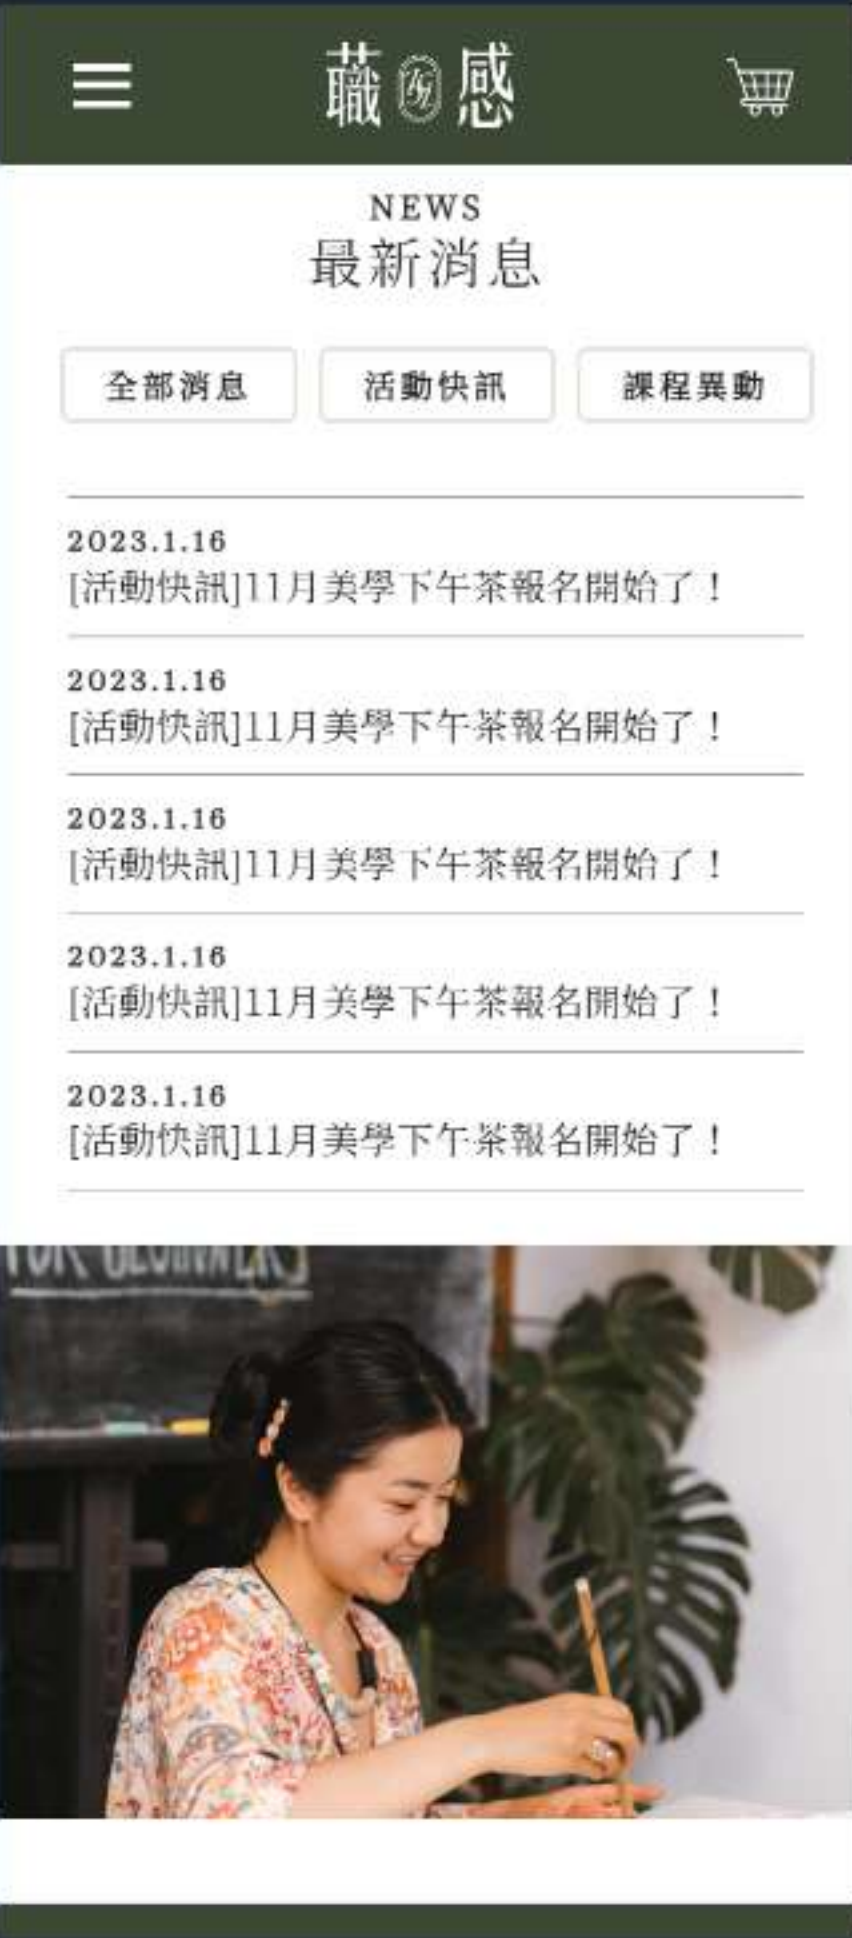 蘵 感
NEWS
最新消息
全部消息 活動快訊 課程異動
2023.1.16
[活動快訊]11月美學下午茶報名開始了！
2023.1.16
[活動快訊]11月美學下午茶報名開始了！
2023.1.16
[活動快訊]11月美學下午茶報名開始了！
2023.1.16
[活動快訊]11月美學下午茶報名開始了！
2023.1.16
[活動快訊]11月美學下午茶報名開始了！
FOR BEGINNERS